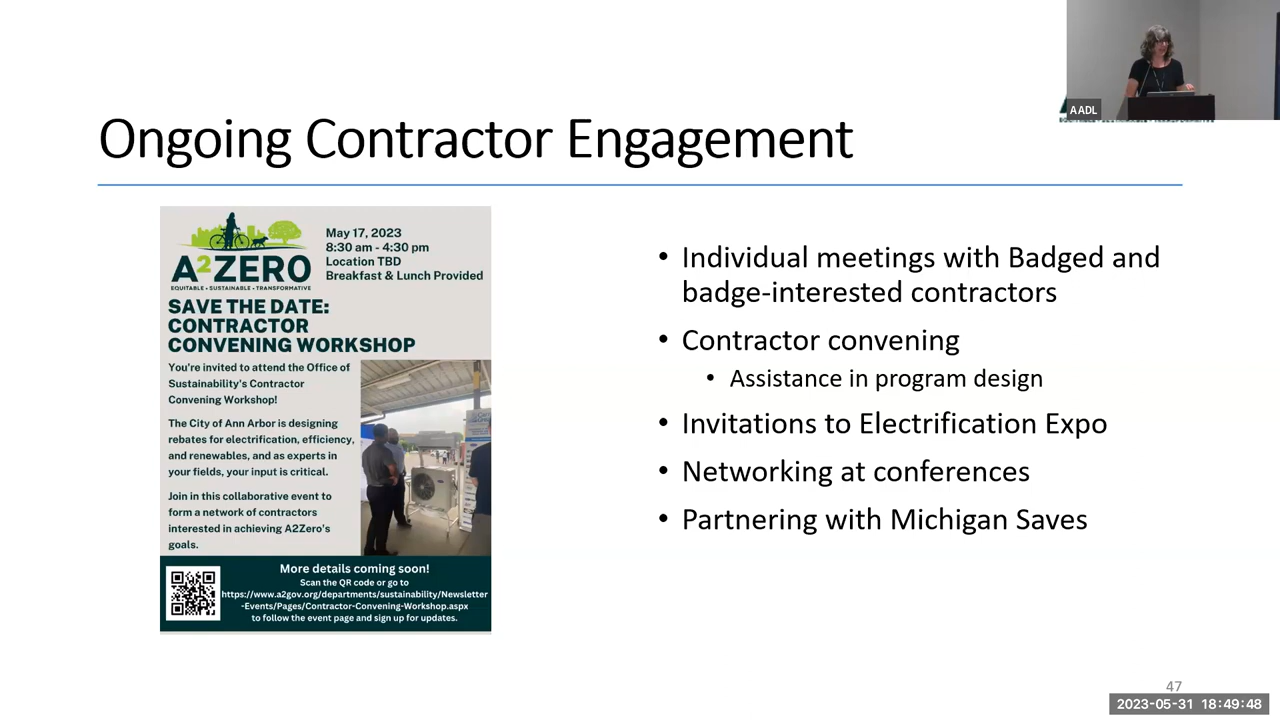 AADL
Ongoing Contractor Engagement
A2ZERO
EQUITABLE • SUSTAINABLE • TRANSFORMATIVE
May 17, 2023
8:30 am - 4:30 pm
Location TBD
Breakfast & Lunch Provided
SAVE THE DATE:
CONTRACTOR
CONVENING WORKSHOP
You're invited to attend the Office of
Sustainability's Contractor
Convening Workshop!
The City of Ann Arbor is designing
rebates for electrification, efficiency,
and renewables, and as experts in
your fields, your input is critical.
Join in this collaborative event to
form a network of contractors
interested in achieving A2Zero's
goals.
More details coming soon!
Scan the QR code or go to
https://www.a2gov.org/departments/sustainability/Newsletter
-Events/Pages/Contractor-Convening-Workshop.aspx
to follow the event page and sign up for updates.
• Individual meetings with Badged and
badge-interested contractors
• Contractor convening
• Assistance in program design
• Invitations to Electrification Expo
• Networking at conferences
• Partnering with Michigan Saves
47
2023-05-31 18:49:48